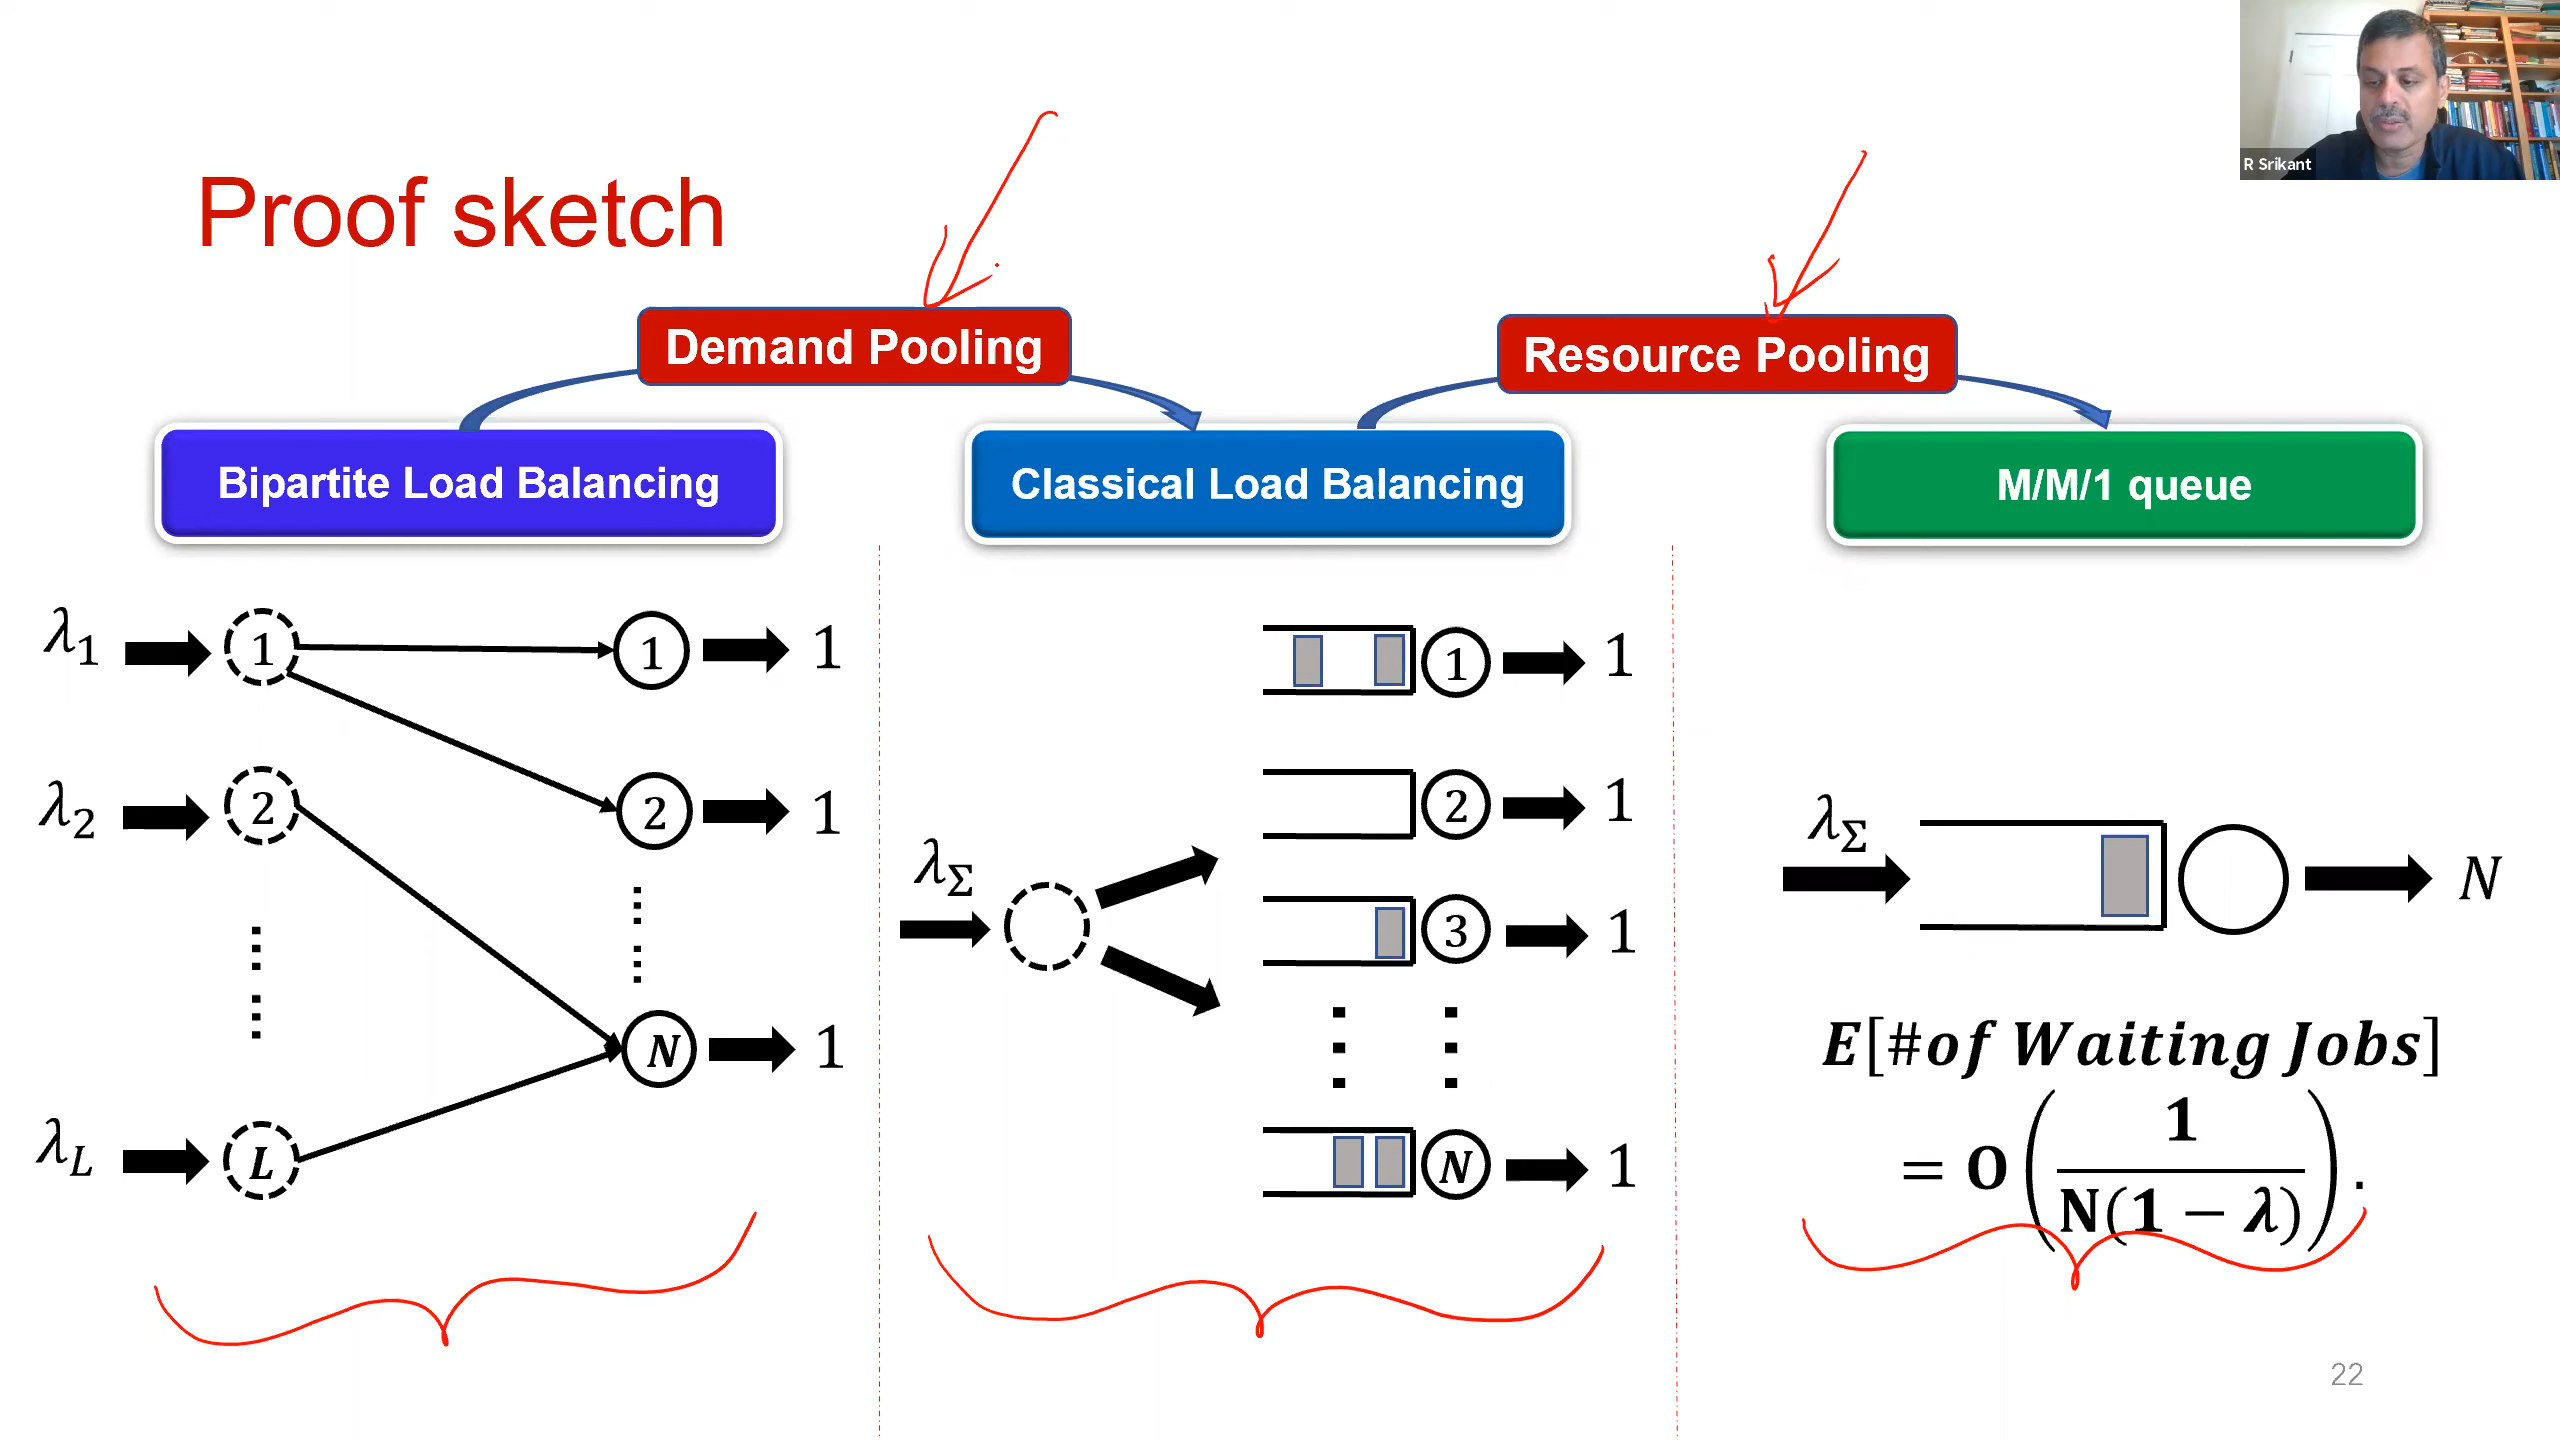 R Srikant
Proof sketch
Demand Pooling
Resource Pooling
Bipartite Load Balancing
Classical Load Balancing
M/M/1 queue
λ₁ 1 1 1
λ₂ 2 2 1
N 1
λ_L L
λ_Σ
1 1
2 1
3 1
N 1
λ_Σ N
E[#of Waiting Jobs]
= O(1/N(1 − λ)).
22